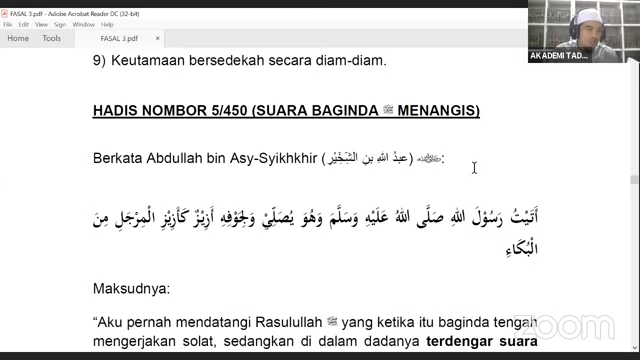 FASAL 3.pdf - Adobe Acrobat Reader DC (32-bit)
File Edit View Sign Window Help
Home Tools FASAL 3.pdf ×
AKADEMI TAD...
9) Keutamaan bersedekah secara diam-diam.
HADIS NOMBOR 5/450 (SUARA BAGINDA ﷺ MENANGIS)
Berkata Abdullah bin Asy-Syikhkhir (عبدُ اللهِ بنِ الشِّخِّيْرِ) :
أَتَيْتُ رَسُوْلَ اللهِ صَلَّى اللهُ عَلَيْهِ وَسَلَّمَ وَهُوَ يُصَلِّيْ وَلِجَوْفِهِ أَزِيْزٌ كَأَزِيْزِ الْمِرْجَلِ مِنَ
الْبُكَاءِ
Maksudnya:
“Aku pernah mendatangi Rasulullah ﷺ yang ketika itu baginda tengah
mengerjakan solat, sedangkan di dalam dadanya terdengar suara
zoom